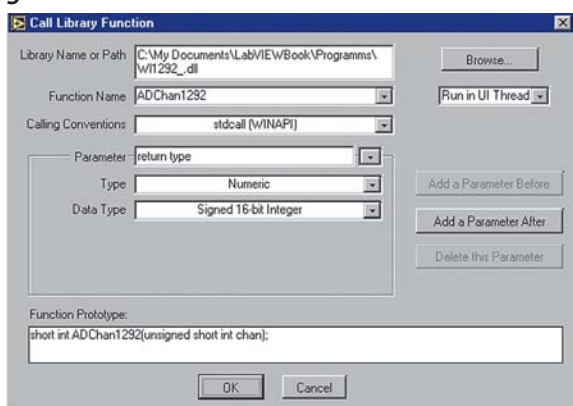 Call Library Function
Library Name or Path C:\My Documents\LabVIEWBook\Programms\
WI1292_.dll
Browse...
Function Name ADChan1292
Run in UI Thread
Calling Conventions stdcall (WINAPI)
Parameter return type
Type Numeric
Add a Parameter Before
Data Type Signed 16-bit Integer
Add a Parameter After
Delete this Parameter
Function Prototype:
short int ADChan1292(unsigned short int chan);
OK Cancel